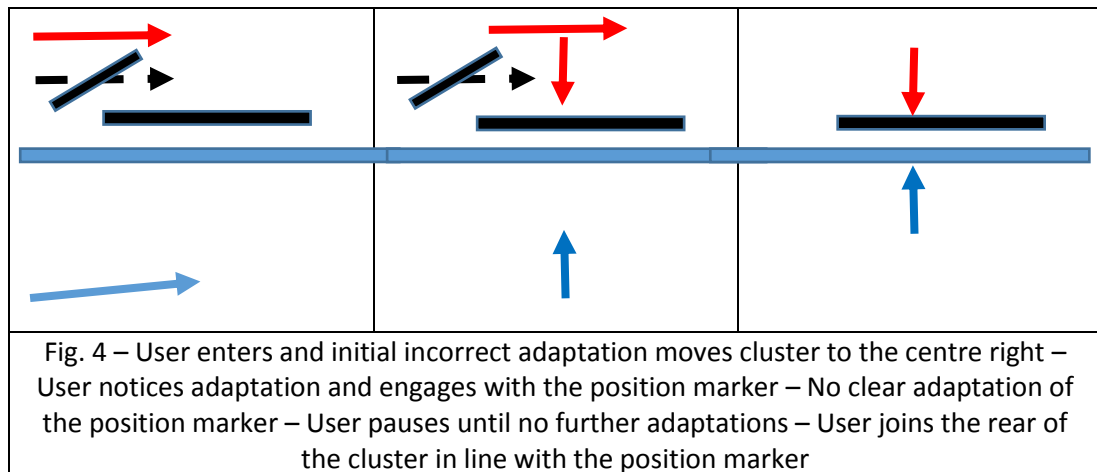 Fig. 4 – User enters and initial incorrect adaptation moves cluster to the centre right –
User notices adaptation and engages with the position marker – No clear adaptation of
the position marker – User pauses until no further adaptations – User joins the rear of
the cluster in line with the position marker